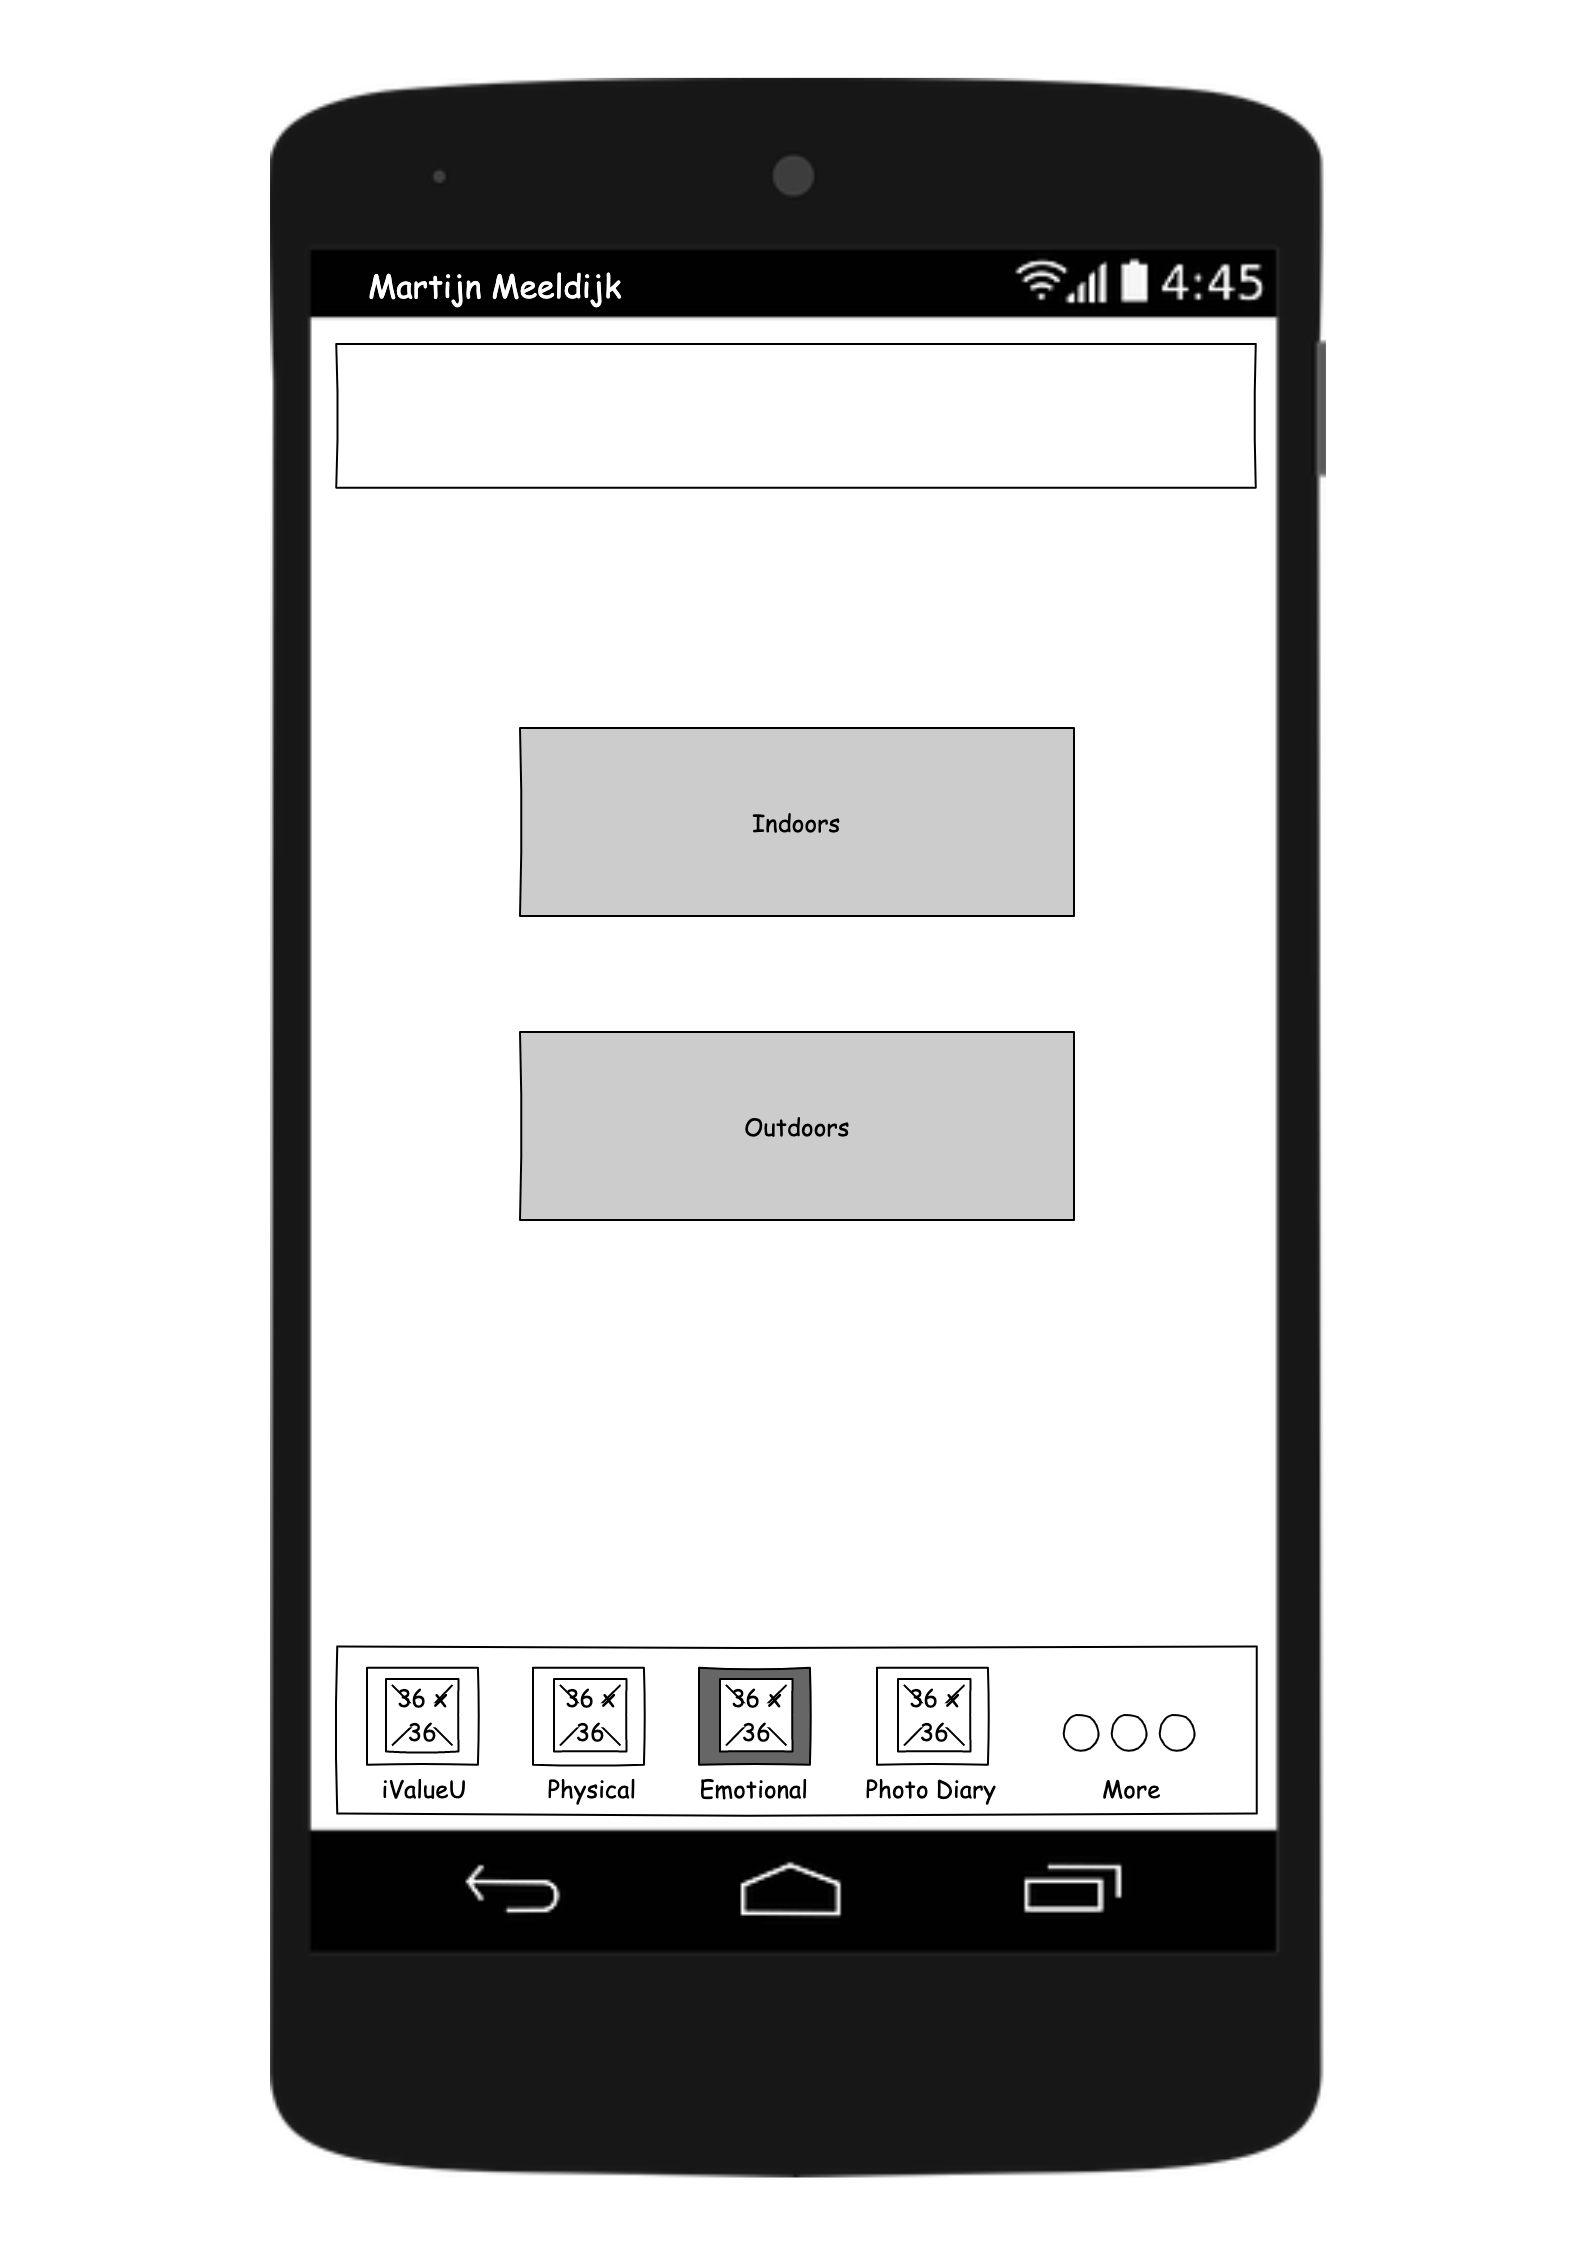 Martijn Meeldijk 4:45
Indoors
Outdoors
36 x
36
36 x
36
36 x
36
36 x
36
iValueU Physical Emotional Photo Diary More